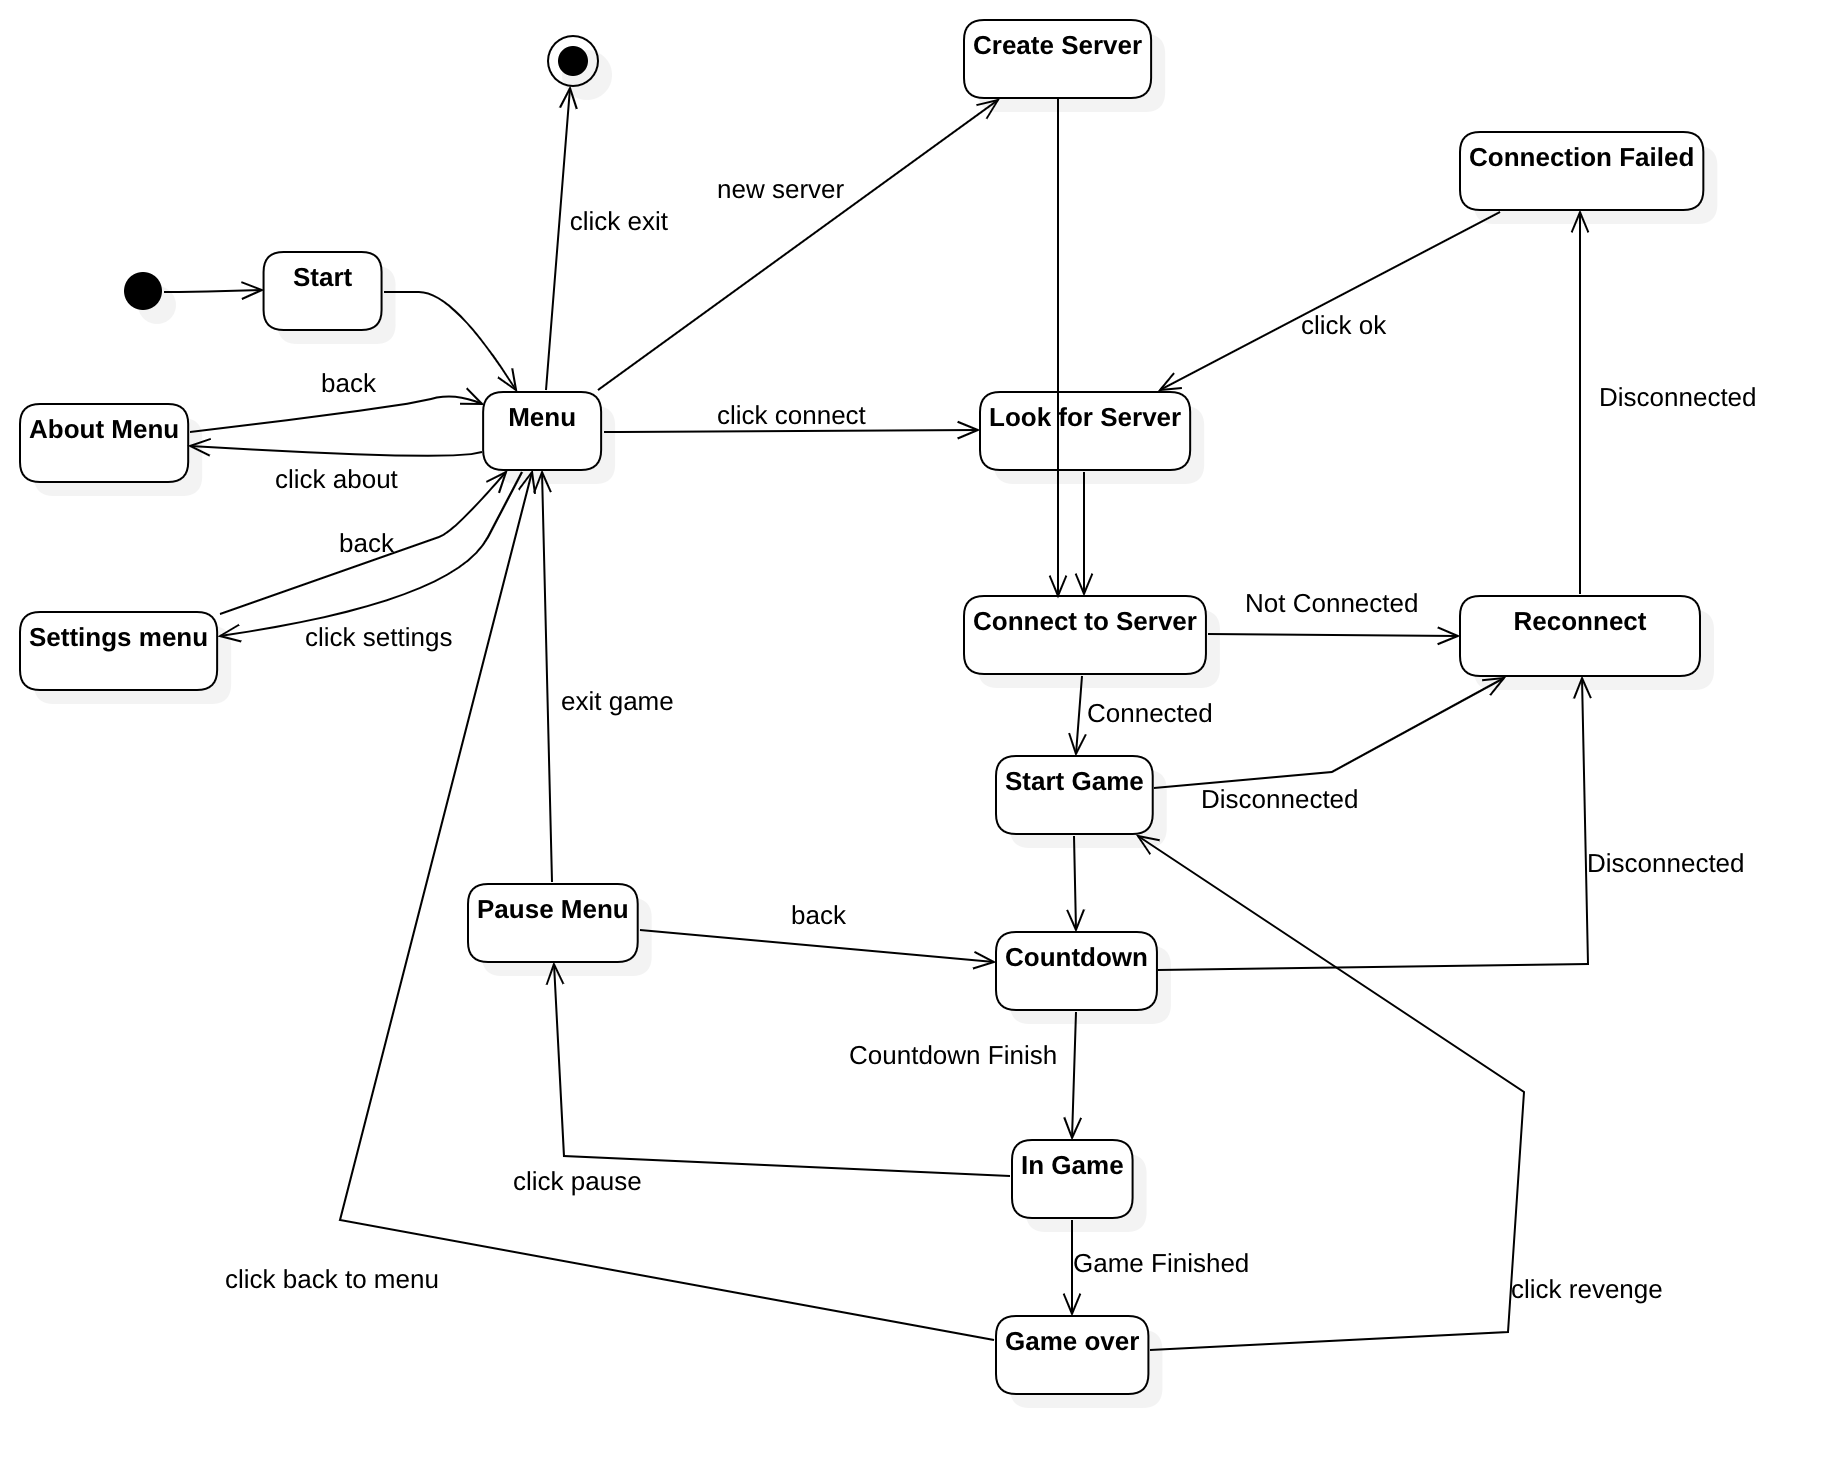 Create Server
Connection Failed
new server
click exit
Start
click ok
back
Disconnected
About Menu
Menu
click connect
Look for Server
click about
back
Settings menu
click settings
Connect to Server
Not Connected
Reconnect
exit game
Connected
Start Game
Disconnected
Disconnected
Pause Menu
back
Countdown
Countdown Finish
In Game
click pause
Game Finished
click back to menu
click revenge
Game over